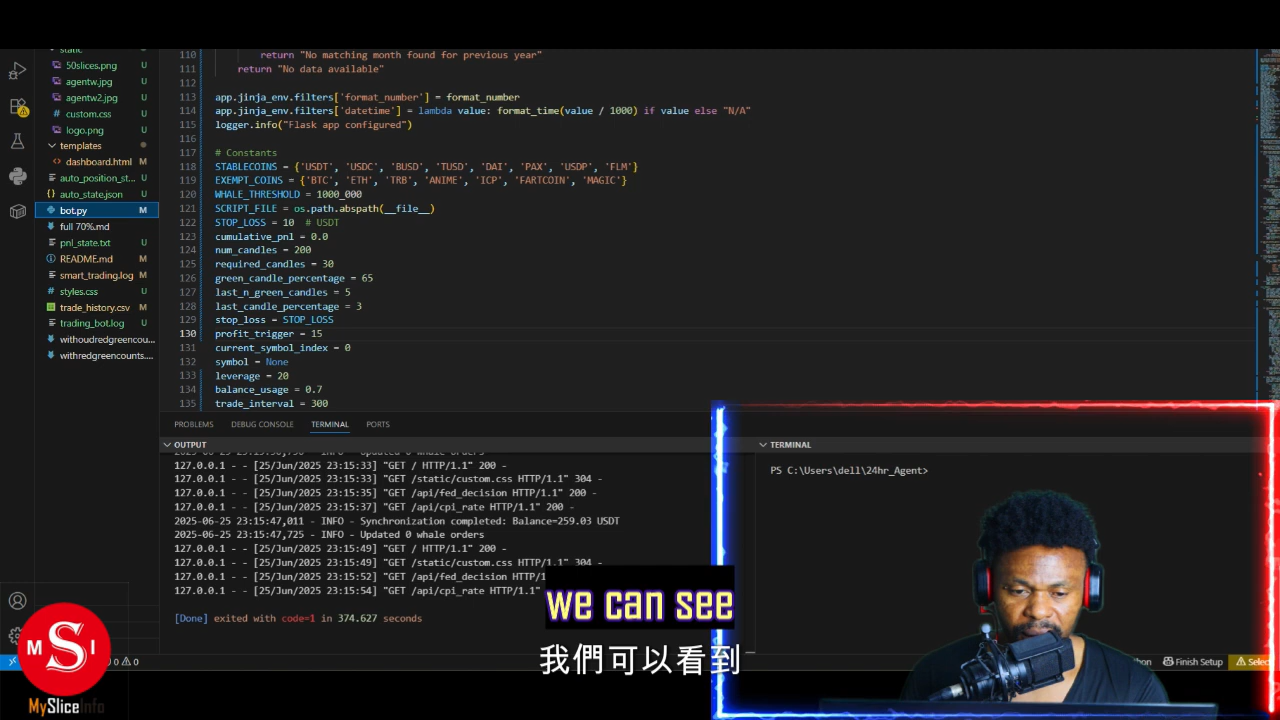 static
50slices.png U
agentw.jpg U
agentw2.jpg U
custom.css U
logo.png U
templates
dashboard.html M
auto_position_st... U
auto_state.json U
bot.py M
full 70%.md
pnl_state.txt U
README.md M
smart_trading.log M
styles.css U
trade_history.csv M
trading_bot.log U
withoudredgreencou...
withredgreencounts....
110 return "No matching month found for previous year"
111 return "No data available"
112
113 app.jinja_env.filters['format_number'] = format_number
114 app.jinja_env.filters['datetime'] = lambda value: format_time(value / 1000) if value else "N/A"
115 logger.info("Flask app configured")
116
117 # Constants
118 STABLECOINS = {'USDT', 'USDC', 'BUSD', 'TUSD', 'DAI', 'PAX', 'USDP', 'FLM'}
119 EXEMPT_COINS = {'BTC', 'ETH', 'TRB', 'ANIME', 'ICP', 'FARTCOIN', 'MAGIC'}
120 WHALE_THRESHOLD = 1000_000
121 SCRIPT_FILE = os.path.abspath(__file__)
122 STOP_LOSS = 10 # USDT
123 cumulative_pnl = 0.0
124 num_candles = 200
125 required_candles = 30
126 green_candle_percentage = 65
127 last_n_green_candles = 5
128 last_candle_percentage = 3
129 stop_loss = STOP_LOSS
130 profit_trigger = 15
131 current_symbol_index = 0
132 symbol = None
133 leverage = 20
134 balance_usage = 0.7
135 trade_interval = 300
PROBLEMS DEBUG CONSOLE TERMINAL PORTS
OUTPUT
127.0.0.1 - - [25/Jun/2025 23:15:33] "GET / HTTP/1.1" 200 -
127.0.0.1 - - [25/Jun/2025 23:15:33] "GET /static/custom.css HTTP/1.1" 304 -
127.0.0.1 - - [25/Jun/2025 23:15:35] "GET /api/fed_decision HTTP/1.1" 200 -
127.0.0.1 - - [25/Jun/2025 23:15:37] "GET /api/cpi_rate HTTP/1.1" 200 -
2025-06-25 23:15:47,011 - INFO - Synchronization completed: Balance=259.03 USDT
2025-06-25 23:15:47,725 - INFO - Updated 0 whale orders
127.0.0.1 - - [25/Jun/2025 23:15:49] "GET / HTTP/1.1" 200 -
127.0.0.1 - - [25/Jun/2025 23:15:49] "GET /static/custom.css HTTP/1.1" 304 -
127.0.0.1 - - [25/Jun/2025 23:15:52] "GET /api/fed_decision HTTP/1
127.0.0.1 - - [25/Jun/2025 23:15:54] "GET /api/cpi_rate HTTP/1.1"
[Done] exited with code=1 in 374.627 seconds
TERMINAL
PS C:\Users\dell\24hr_Agent>
we can see
我們可以看到
M S I
MySliceInfo
0 0
Finish Setup
Selec